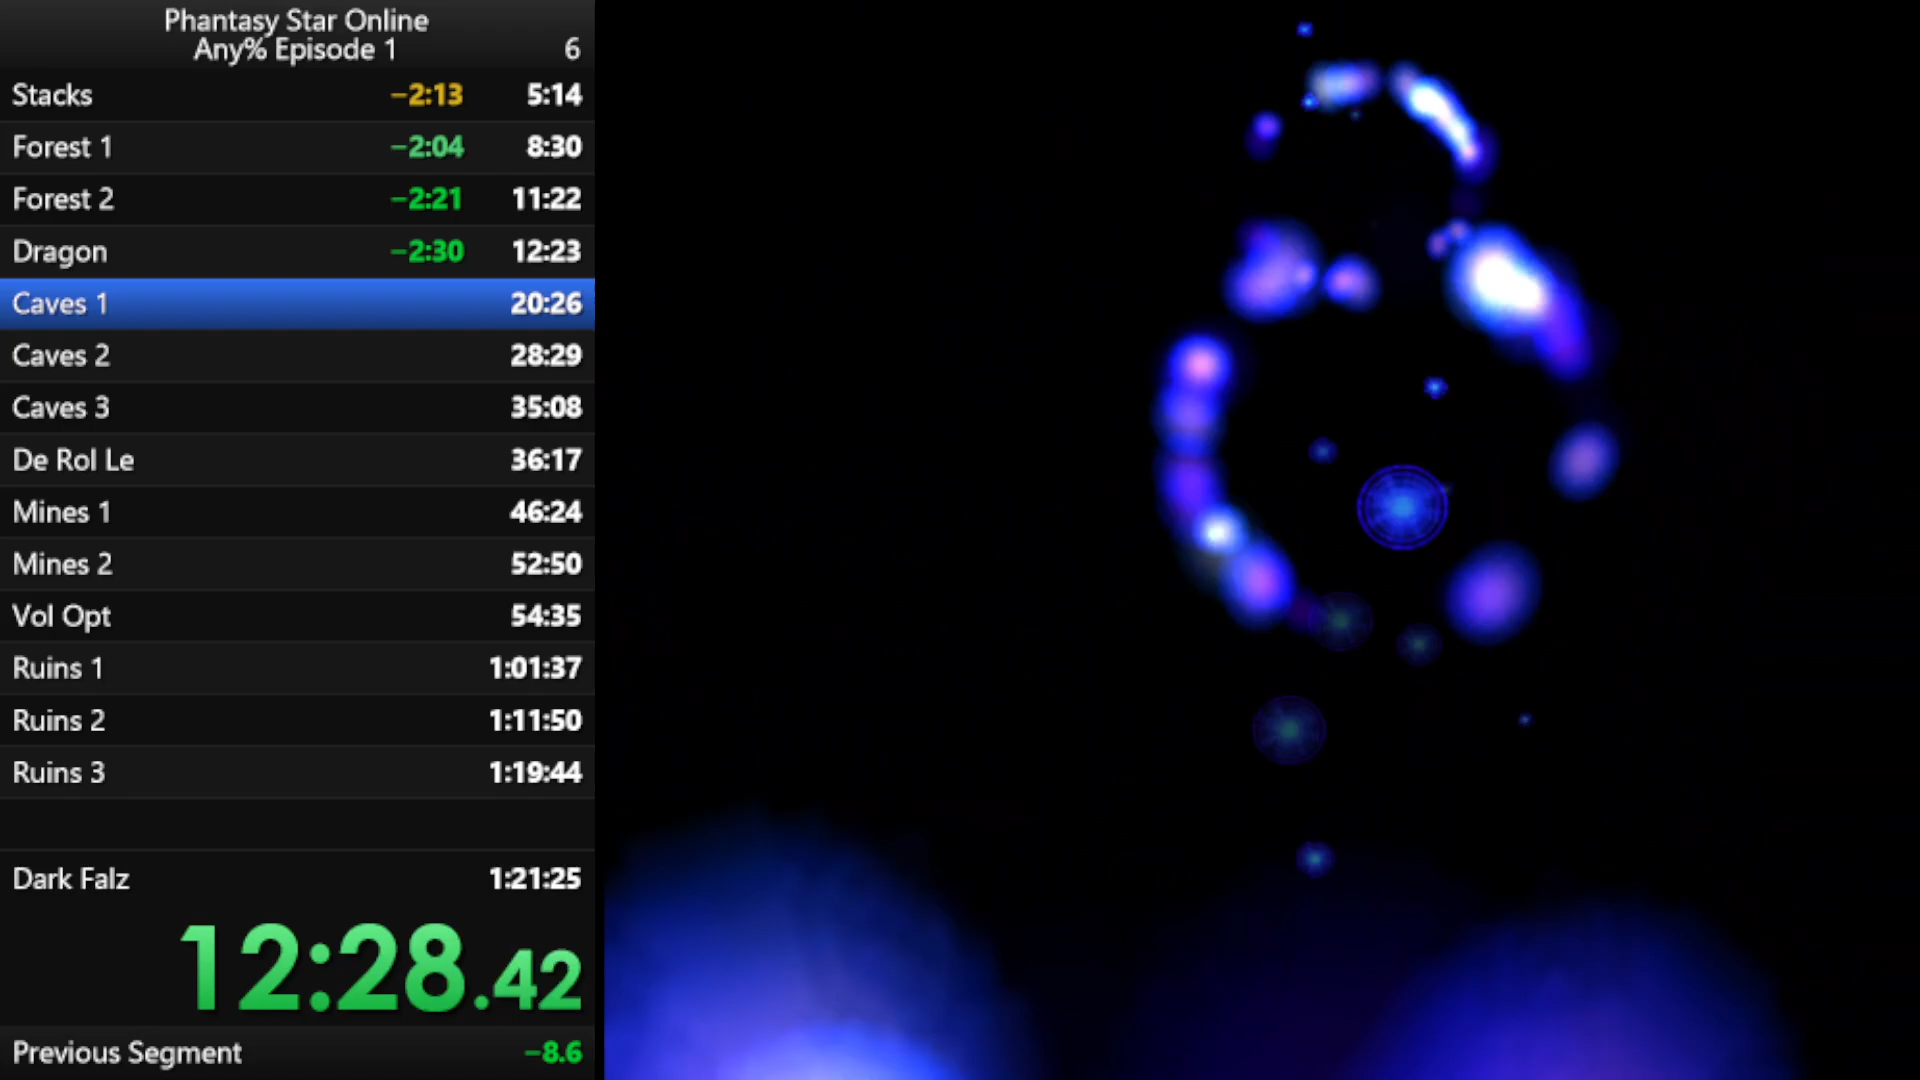 Phantasy Star Online
Any% Episode 1 6
Stacks −2:13 5:14
Forest 1 −2:04 8:30
Forest 2 −2:21 11:22
Dragon −2:30 12:23
Caves 1 20:26
Caves 2 28:29
Caves 3 35:08
De Rol Le 36:17
Mines 1 46:24
Mines 2 52:50
Vol Opt 54:35
Ruins 1 1:01:37
Ruins 2 1:11:50
Ruins 3 1:19:44
Dark Falz 1:21:25
12:28.42
Previous Segment −8.6